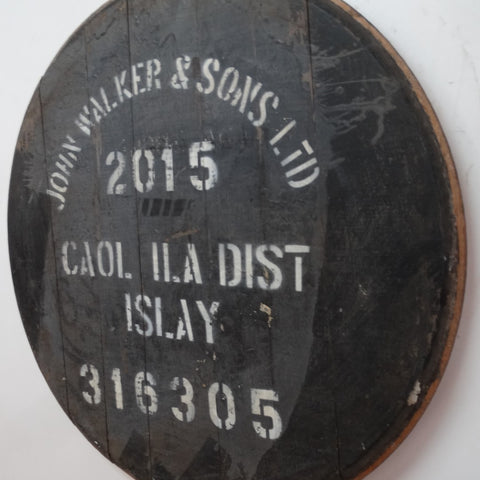 JOHN WALKER & SONS LTD
2015
CAOL ILA DIST
ISLAY
316305